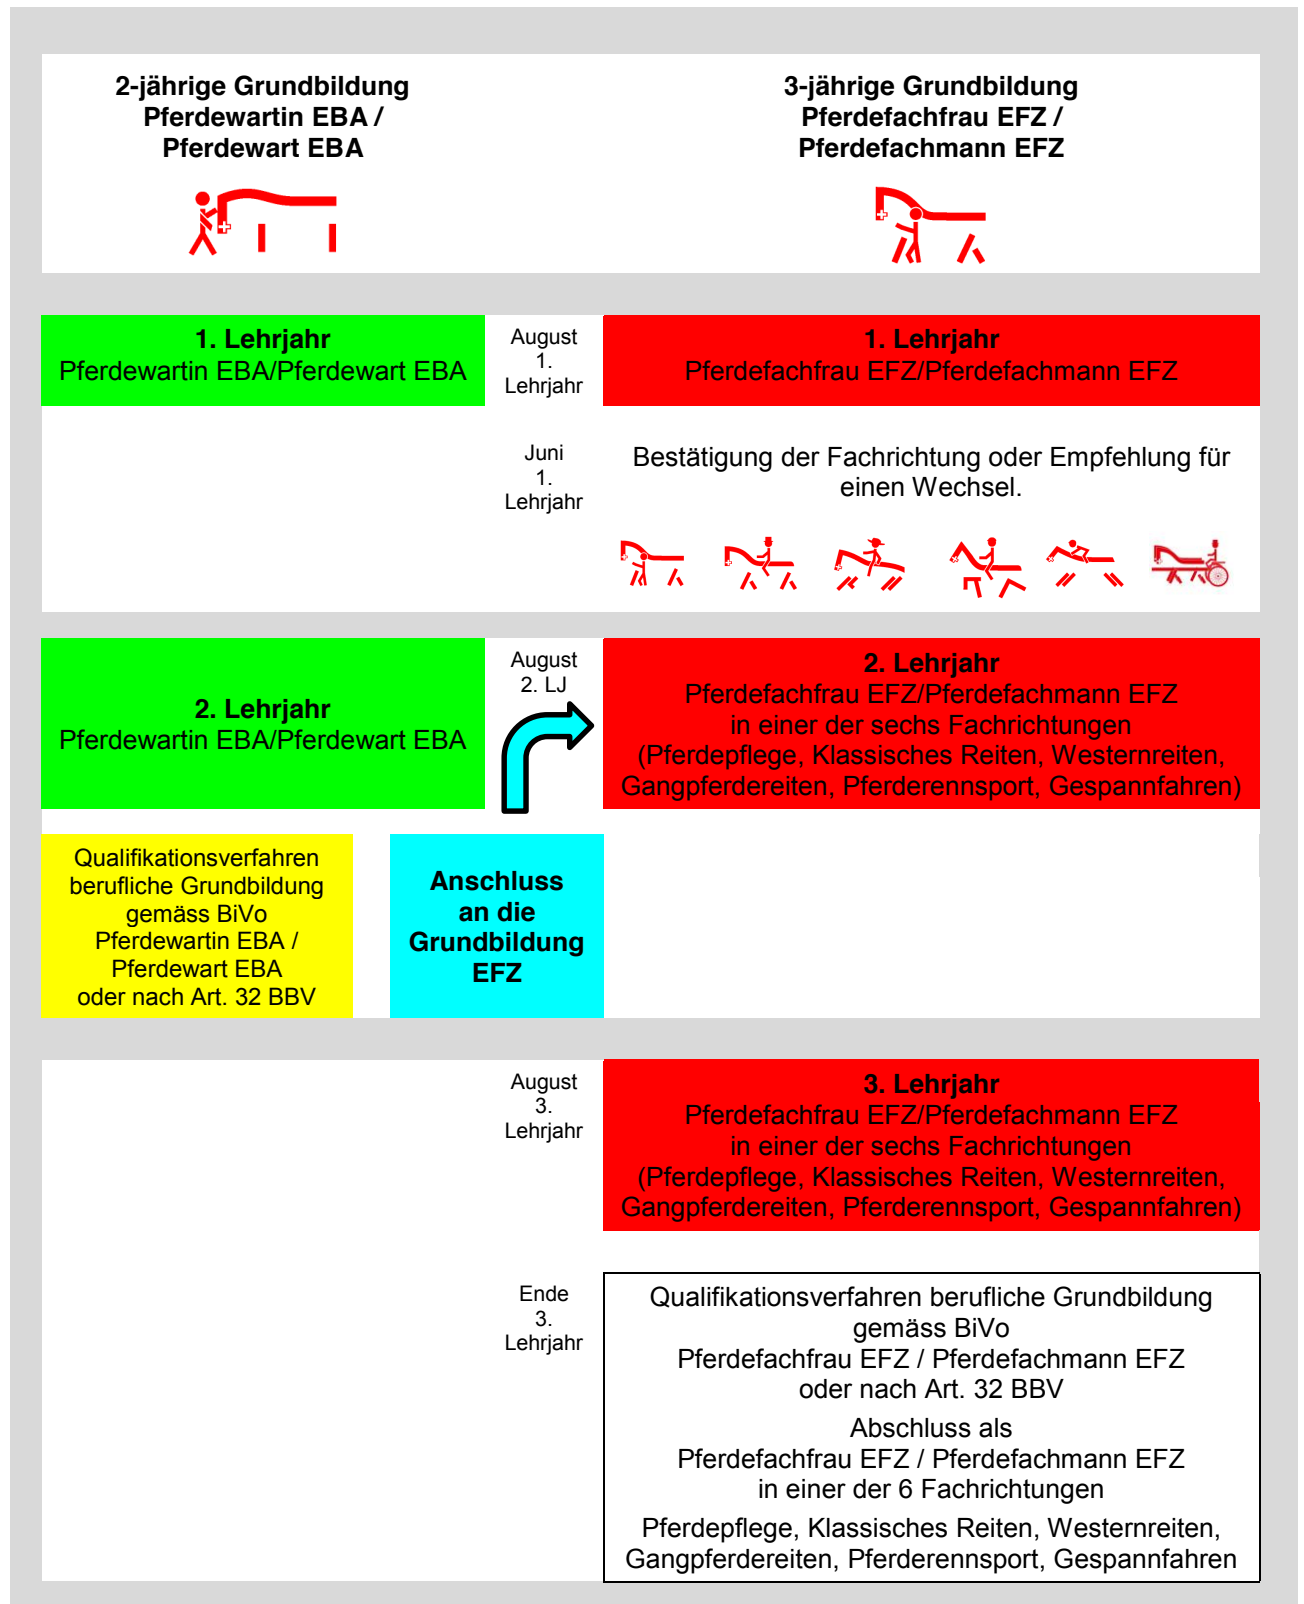 2-jährige Grundbildung
Pferdewartin EBA /
Pferdewart EBA
3-jährige Grundbildung
Pferdefachfrau EFZ /
Pferdefachmann EFZ
1. Lehrjahr
Pferdewartin EBA/Pferdewart EBA
August
1.
Lehrjahr
1. Lehrjahr
Pferdefachfrau EFZ/Pferdefachmann EFZ
Juni
1.
Lehrjahr
Bestätigung der Fachrichtung oder Empfehlung für
einen Wechsel.
2. Lehrjahr
Pferdewartin EBA/Pferdewart EBA
August
2. LJ
2. Lehrjahr
Pferdefachfrau EFZ/Pferdefachmann EFZ
in einer der sechs Fachrichtungen
(Pferdepflege, Klassisches Reiten, Westernreiten,
Gangpferdereiten, Pferderennsport, Gespannfahren)
Qualifikationsverfahren
berufliche Grundbildung
gemäss BiVo
Pferdewartin EBA /
Pferdewart EBA
oder nach Art. 32 BBV
Anschluss
an die
Grundbildung
EFZ
August
3.
Lehrjahr
3. Lehrjahr
Pferdefachfrau EFZ/Pferdefachmann EFZ
in einer der sechs Fachrichtungen
(Pferdepflege, Klassisches Reiten, Westernreiten,
Gangpferdereiten, Pferderennsport, Gespannfahren)
Ende
3.
Lehrjahr
Qualifikationsverfahren berufliche Grundbildung
gemäss BiVo
Pferdefachfrau EFZ / Pferdefachmann EFZ
oder nach Art. 32 BBV
Abschluss als
Pferdefachfrau EFZ / Pferdefachmann EFZ
in einer der 6 Fachrichtungen
Pferdepflege, Klassisches Reiten, Westernreiten,
Gangpferdereiten, Pferderennsport, Gespannfahren